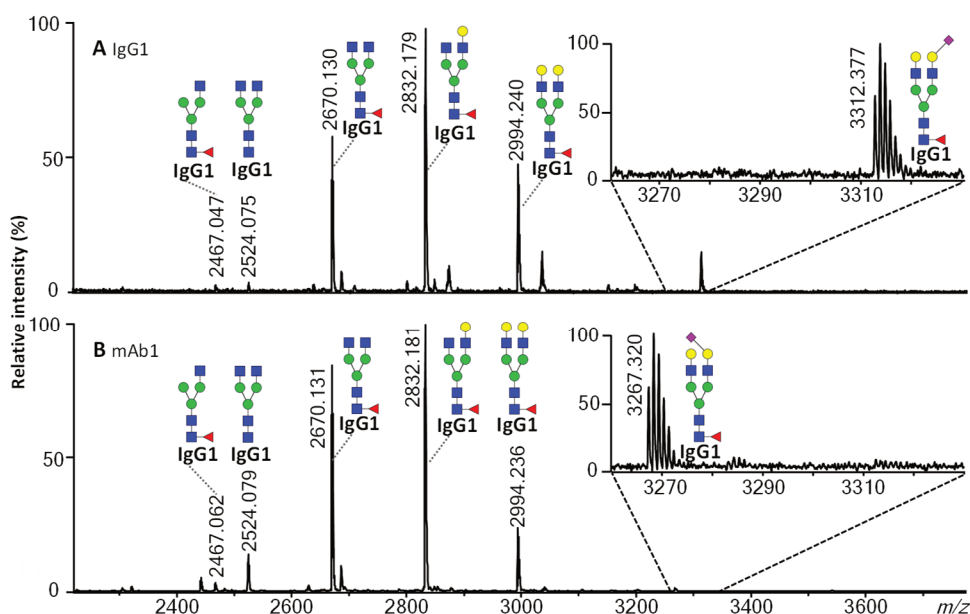 Relative intensity (%)
A IgG1
100
50
0
IgG1
2467.047
IgG1
2524.075
2670.130
IgG1
2832.179
IgG1
2994.240
IgG1
100
50
0
3312.377
IgG1
3270
3290
3310
B mAb1
100
50
0
IgG1
2467.062
IgG1
2524.079
2670.131
IgG1
2832.181
IgG1
IgG1
2994.236
100
50
0
3267.320
IgG1
3270
3290
3310
2400
2600
2800
3000
3200
3400
3600
m/z